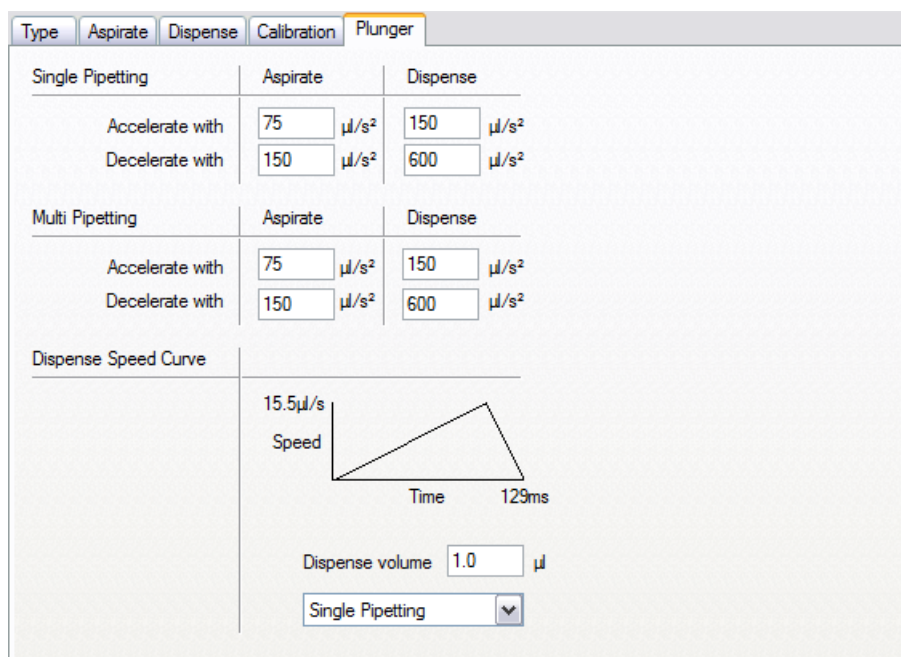 Type Aspirate Dispense Calibration Plunger
Single Pipetting Aspirate Dispense
Accelerate with 75 µl/s² 150 µl/s²
Decelerate with 150 µl/s² 600 µl/s²
Multi Pipetting Aspirate Dispense
Accelerate with 75 µl/s² 150 µl/s²
Decelerate with 150 µl/s² 600 µl/s²
Dispense Speed Curve
15.5µl/s
Speed
Time 129ms
Dispense volume 1.0 µl
Single Pipetting